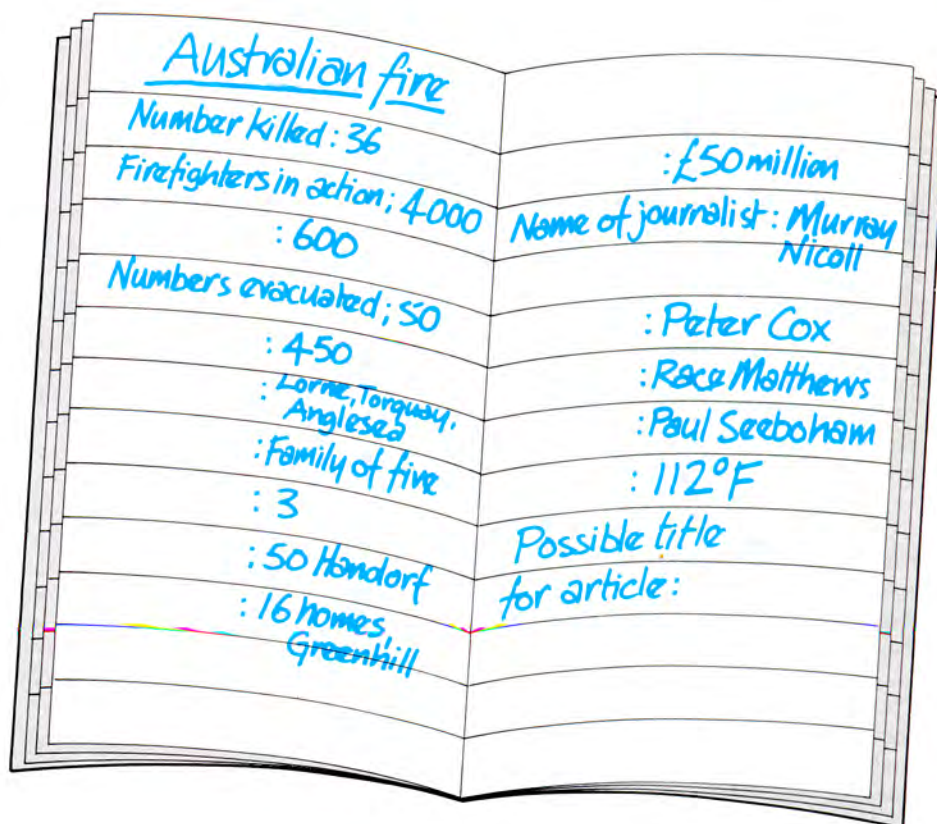 Australian fire
Number killed: 36
Firefighters in action; 4000
: 600
Numbers evacuated; 50
: 450
: Lorne, Torquay,
Anglesea
: Family of five
: 3
: 50 Handorf
: 16 homes,
Greenhill
: £50 million
Name of journalist: Murray
Nicoll
: Peter Cox
: Race Matthews
: Paul Seeboham
: 112°F
Possible title
for article: